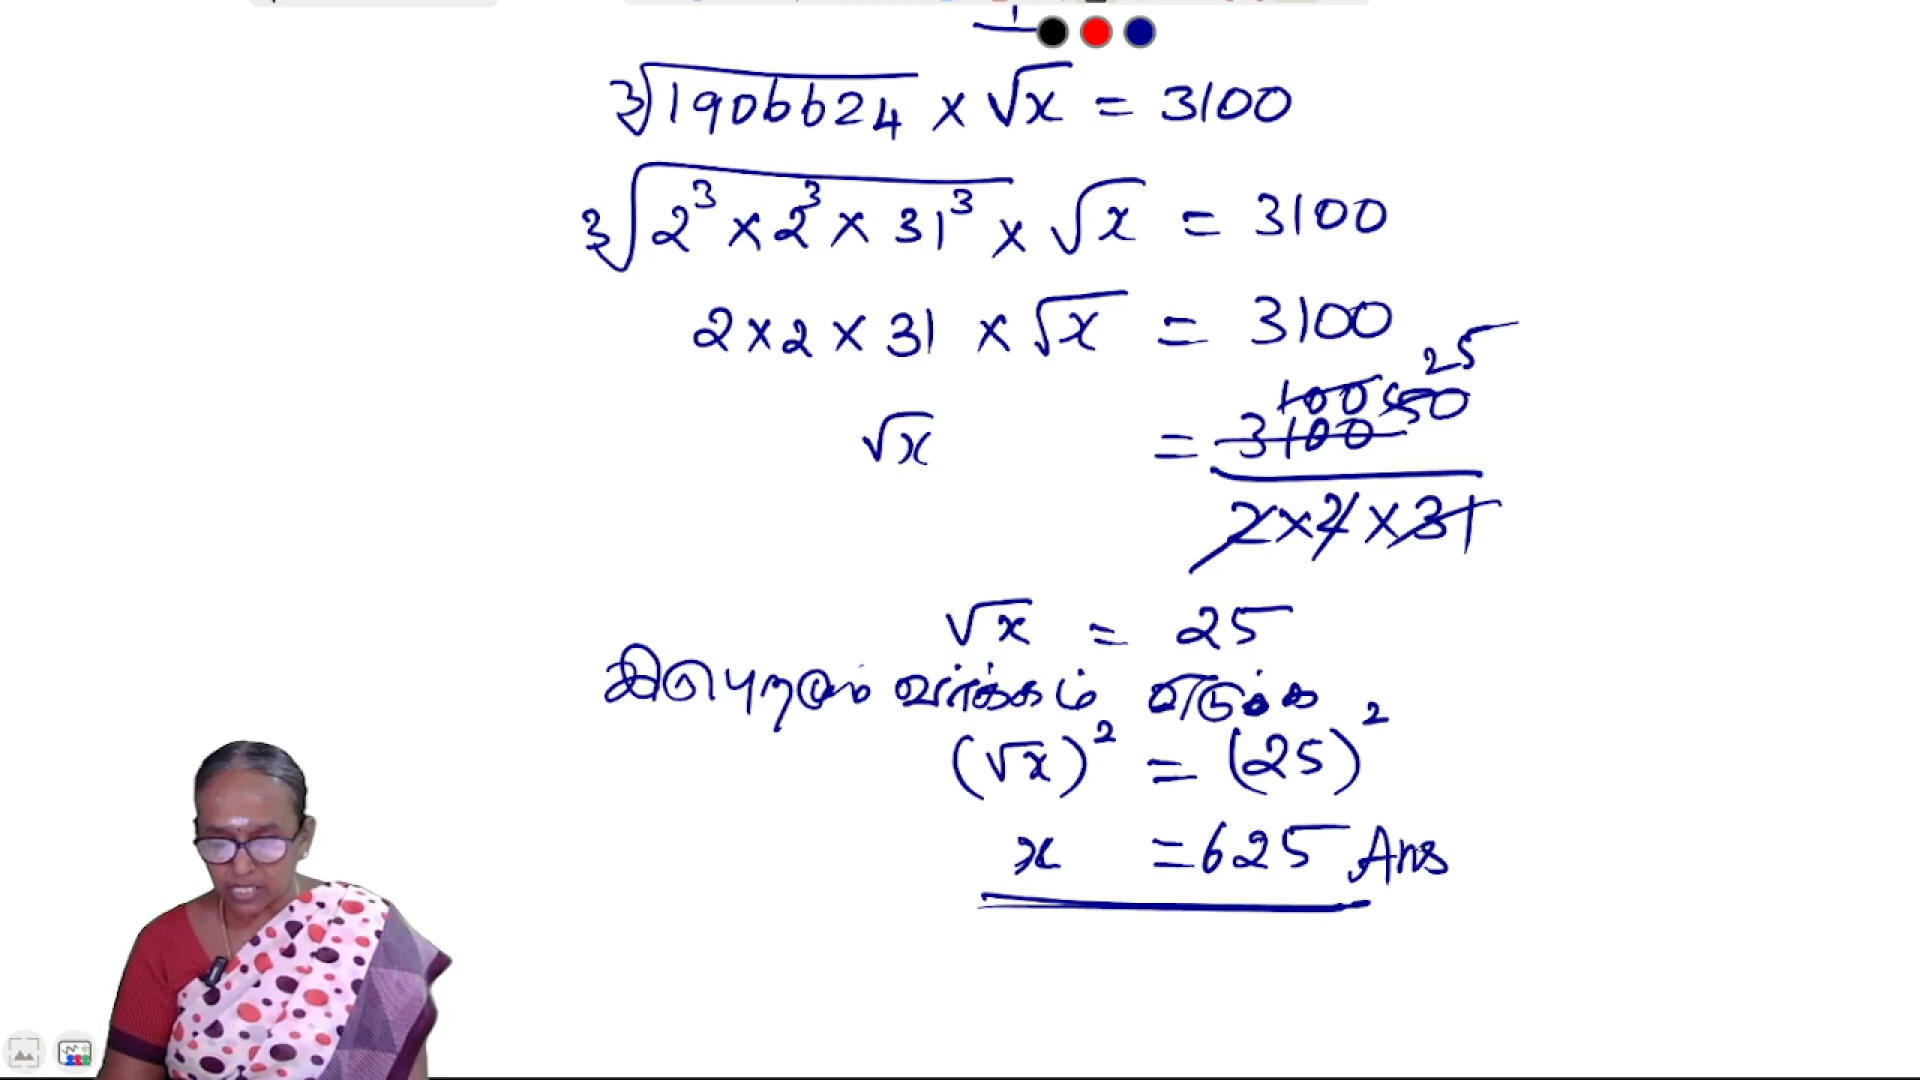 ∛1906624 × √x = 3100
∛2³ × 2³ × 31³ × √x = 3100
2 × 2 × 31 × √x = 3100
100 50 25
√x = 3100
2 × 2 × 31
√x = 25
இருபுறமும் வர்க்கம் எடுக்க
(√x)² = (25)²
x = 625 Ans